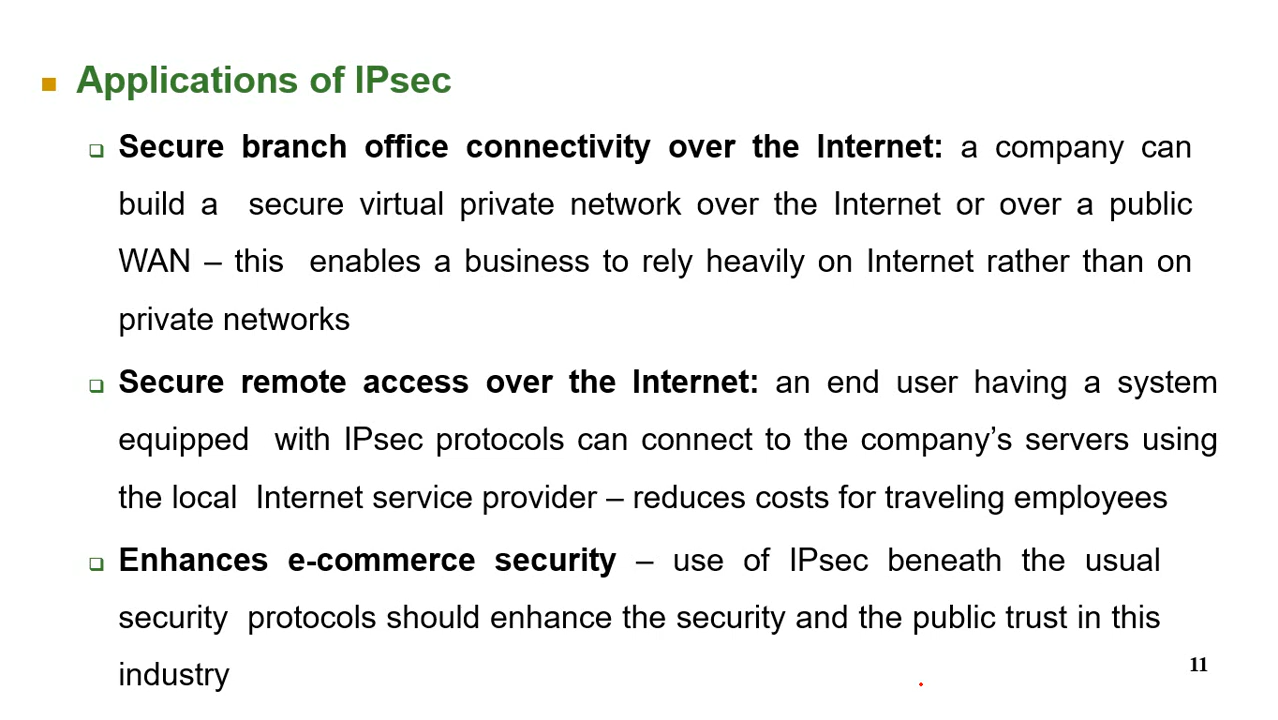 Applications of IPsec
Secure branch office connectivity over the Internet: a company can
build a secure virtual private network over the Internet or over a public
WAN – this enables a business to rely heavily on Internet rather than on
private networks
Secure remote access over the Internet: an end user having a system
equipped with IPsec protocols can connect to the company’s servers using
the local Internet service provider – reduces costs for traveling employees
Enhances e-commerce security – use of IPsec beneath the usual
security protocols should enhance the security and the public trust in this
industry
11